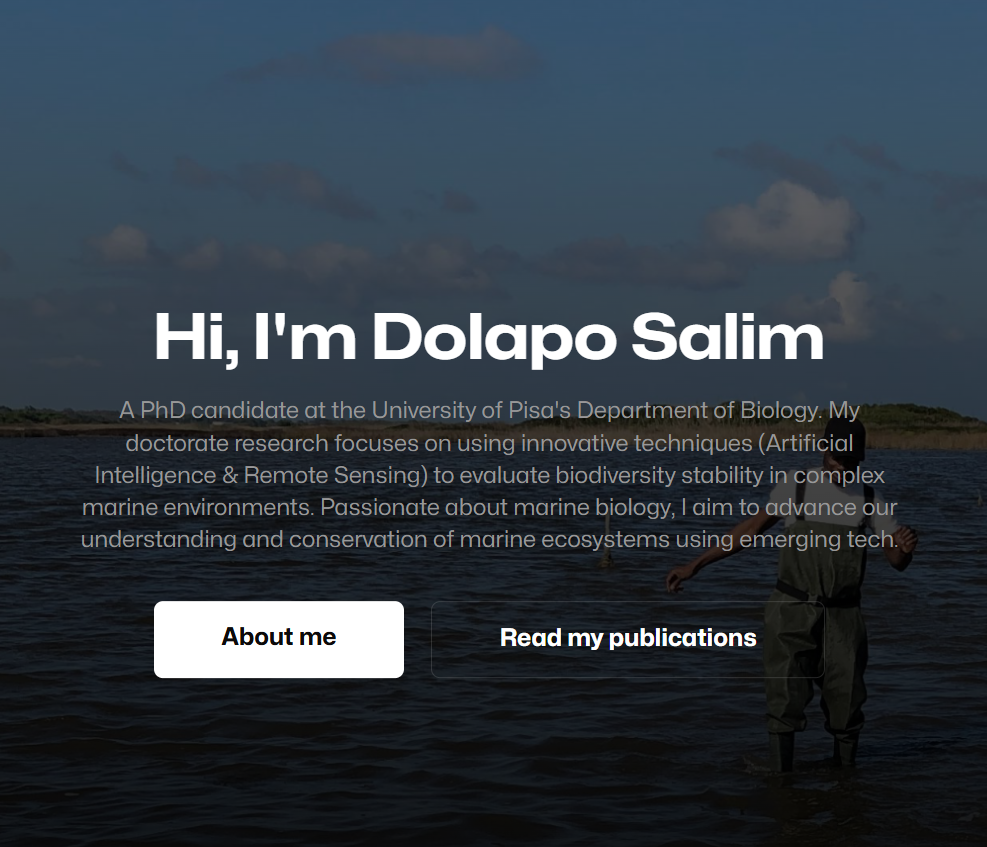 Hi, I'm Dolapo Salim
A PhD candidate at the University of Pisa's Department of Biology. My
doctorate research focuses on using innovative techniques (Artificial
Intelligence & Remote Sensing) to evaluate biodiversity stability in complex
marine environments. Passionate about marine biology, I aim to advance our
understanding and conservation of marine ecosystems using emerging tech.
About me
Read my publications